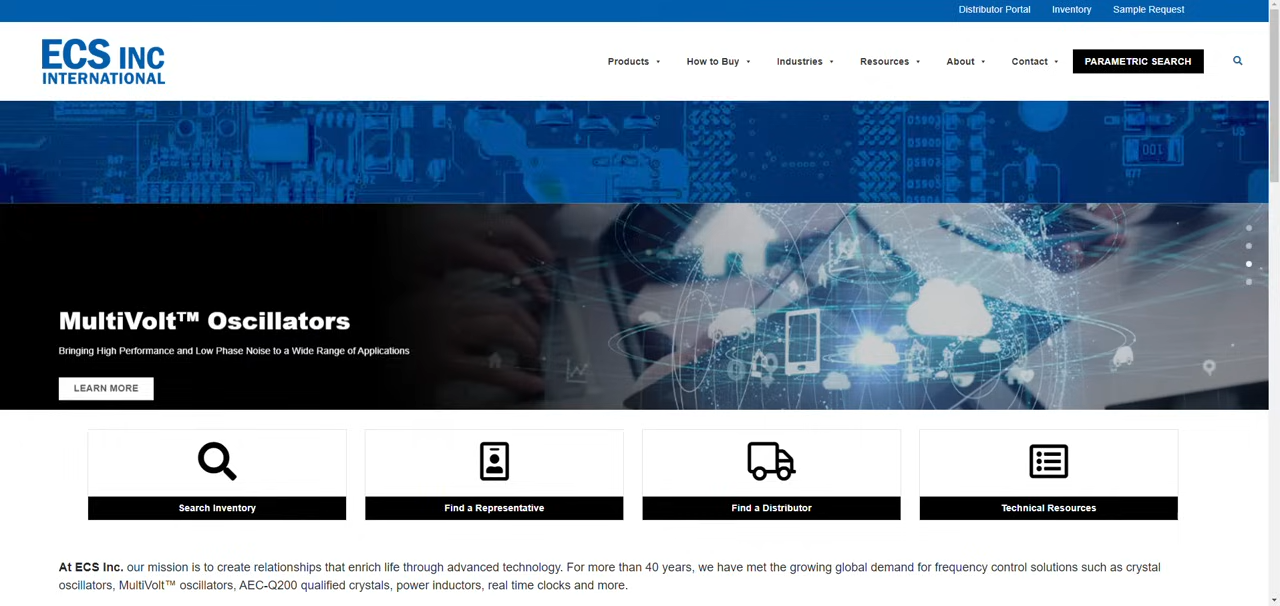 Distributor Portal Inventory Sample Request
ECS INC
INTERNATIONAL
Products How to Buy Industries Resources About Contact PARAMETRIC SEARCH
MultiVolt™ Oscillators
Bringing High Performance and Low Phase Noise to a Wide Range of Applications
LEARN MORE
Search Inventory Find a Representative Find a Distributor Technical Resources
At ECS Inc. our mission is to create relationships that enrich life through advanced technology. For more than 40 years, we have met the growing global demand for frequency control solutions such as crystal
oscillators, MultiVolt™ oscillators, AEC-Q200 qualified crystals, power inductors, real time clocks and more.